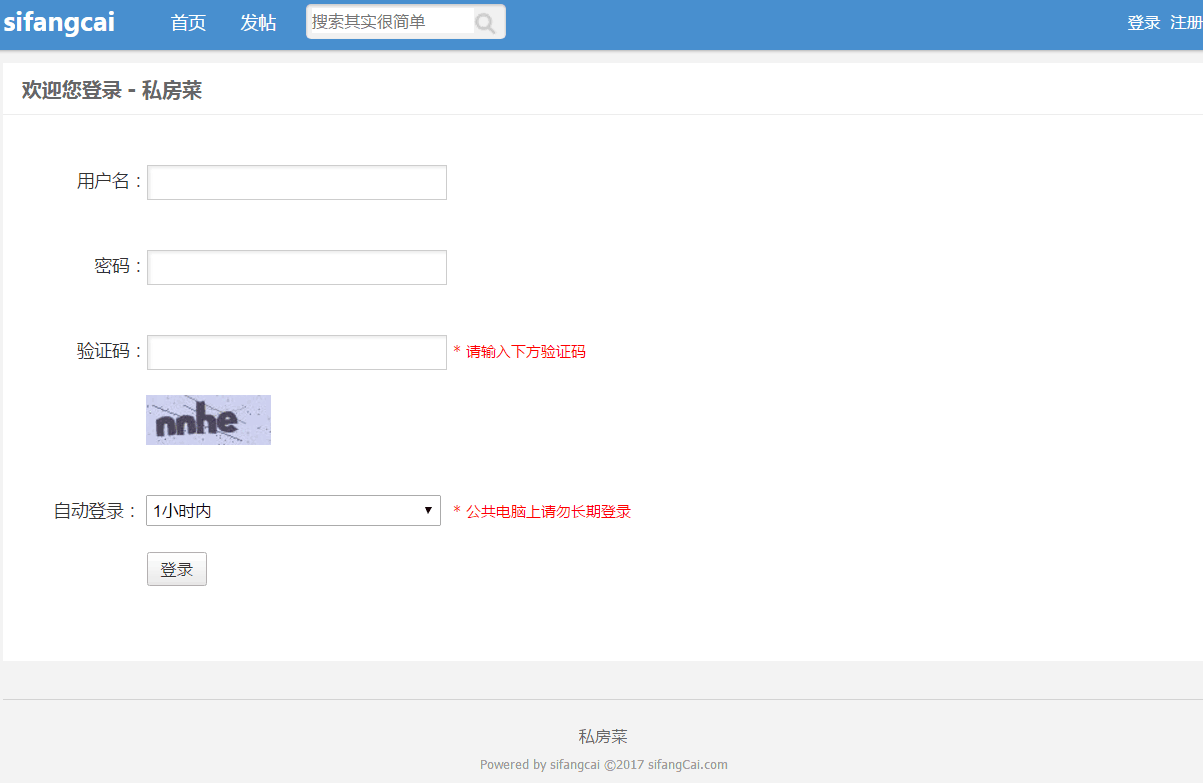 sifangcai 首页 发帖 搜索其实很简单 登录 注册
欢迎您登录 - 私房菜
用户名：
密码：
验证码： * 请输入下方验证码
nnhe
自动登录： 1小时内 * 公共电脑上请勿长期登录
登录
私房菜
Powered by sifangcai ©2017 sifangCai.com